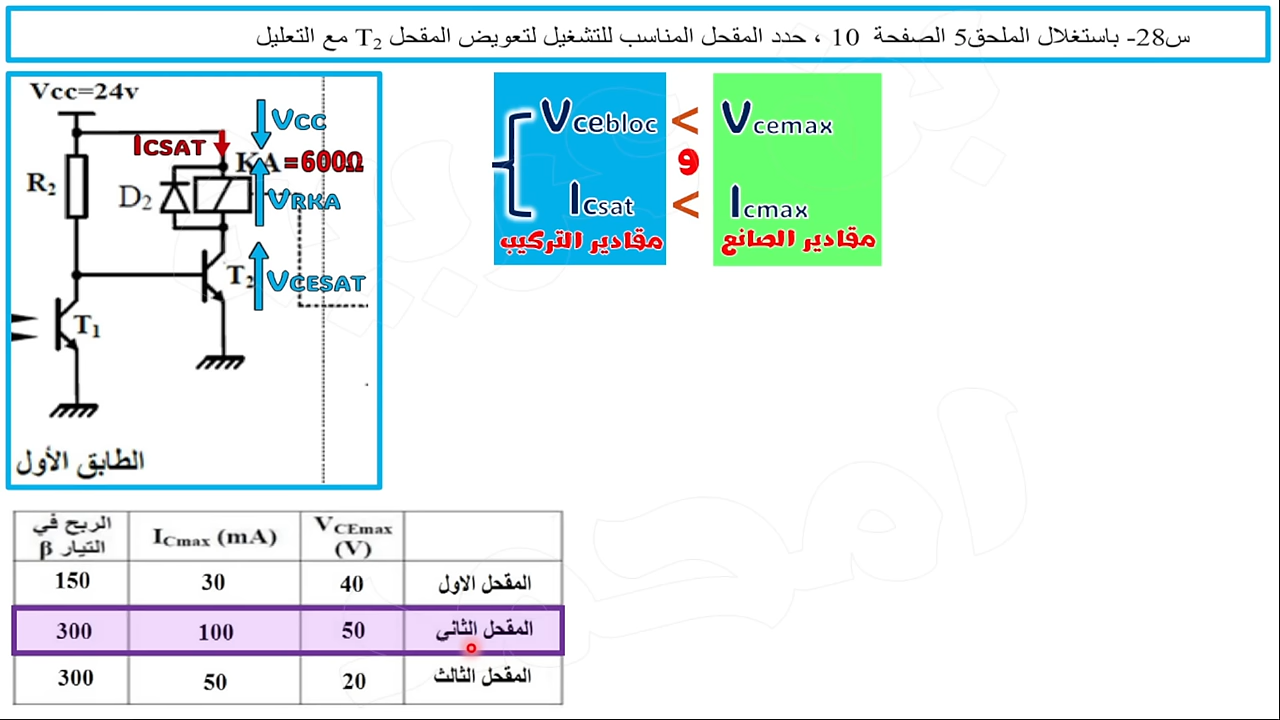 س28- باستغلال الملحق5 الصفحة 10 ، حدد المقحل المناسب للتشغيل لتعويض المقحل T₂ مع التعليل
Vcc=24v
VCC
ICSAT
KA=600Ω
R₂
D₂
VRKA
T₂
VCESAT
T₁
الطابق الأول
Vcebloc < Vcemax
و
Icsat < Icmax
مقادير التركيب
مقادير الصانع
VCEmax (V)
ICmax (mA)
الربح في التيار β
المقحل الاول 40 30 150
المقحل الثاني 50 100 300
المقحل الثالث 20 50 300